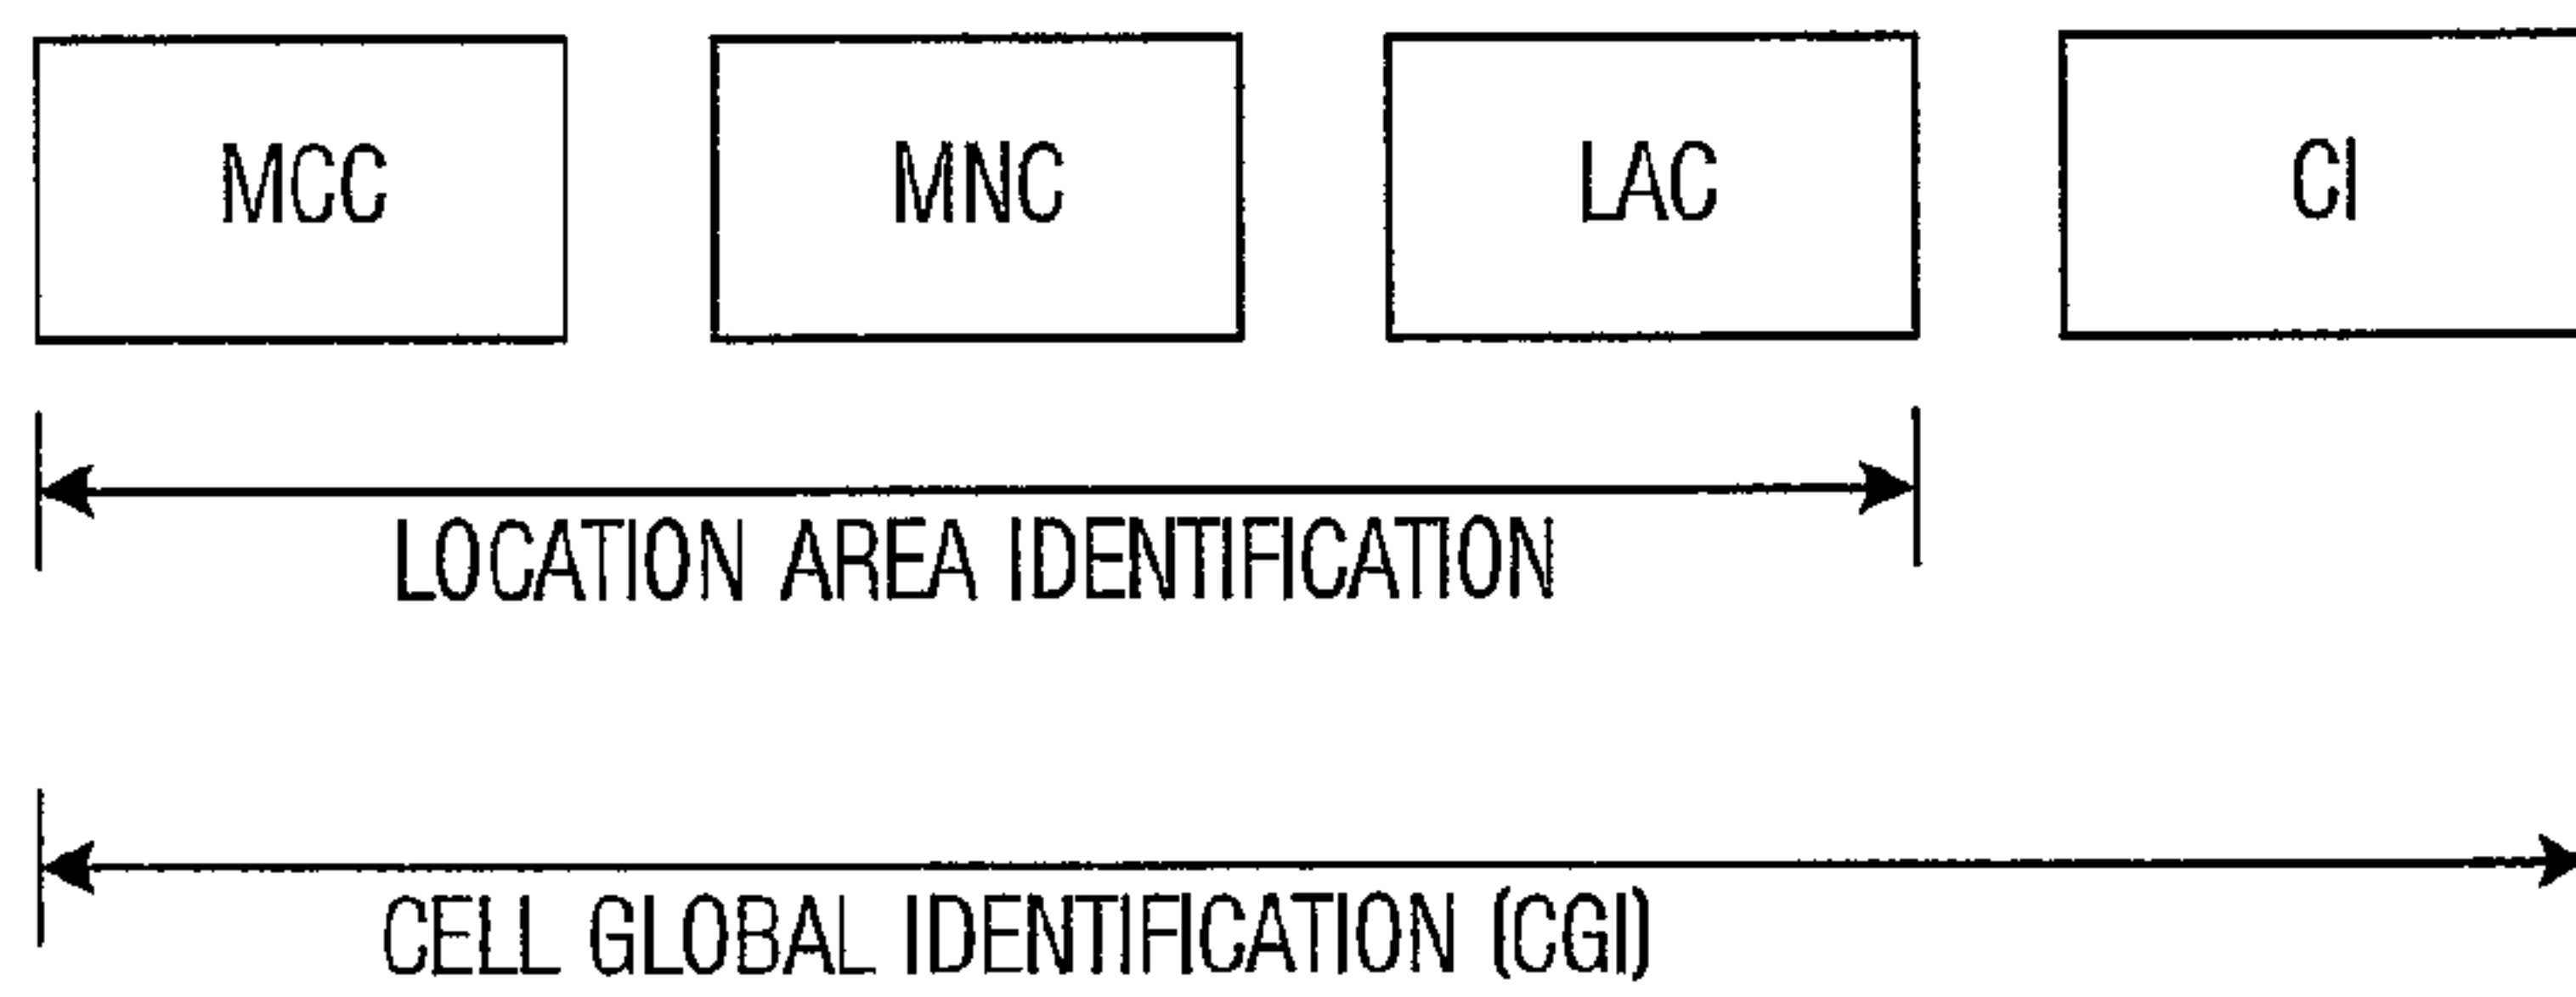 MCC MNC LAC CI
LOCATION AREA IDENTIFICATION
CELL GLOBAL IDENTIFICATION (CGI)